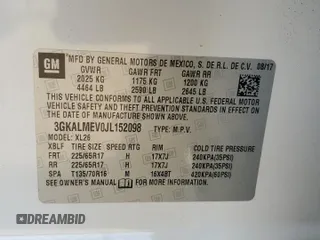 GM
MFD BY GENERAL MOTORS DE MEXICO, S. DE R.L. DE C.V. 08/17
GVWR GAWR FRT GAWR RR
2025 KG 1175 KG 1200 KG
4464 LB 2590 LB 2645 LB
THIS VEHICLE CONFORMS TO ALL APPLICABLE U.S. FEDERAL
MOTOR VEHICLE SAFETY, BUMPER, AND THEFT PREVENTION
STANDARDS IN EFFECT ON THE DATE OF MANUFACTURE SHOWN ABOVE.
3GKALMEV0JL152098 TYPE: M.P.V.
MODEL: XL26
XBLF TIRE SIZE SPEED RTG RIM COLD TIRE PRESSURE
FRT 225/65R17 H 17X7J 240KPA(35PSI)
RR 225/65R17 H 17X7J 240KPA(35PSI)
SPA T135/70R16 M 16X4BT 420KPA(60PSI)
SEE OWNER'S MANUAL FOR ADDITIONAL INFORMATION.
DREAMBID